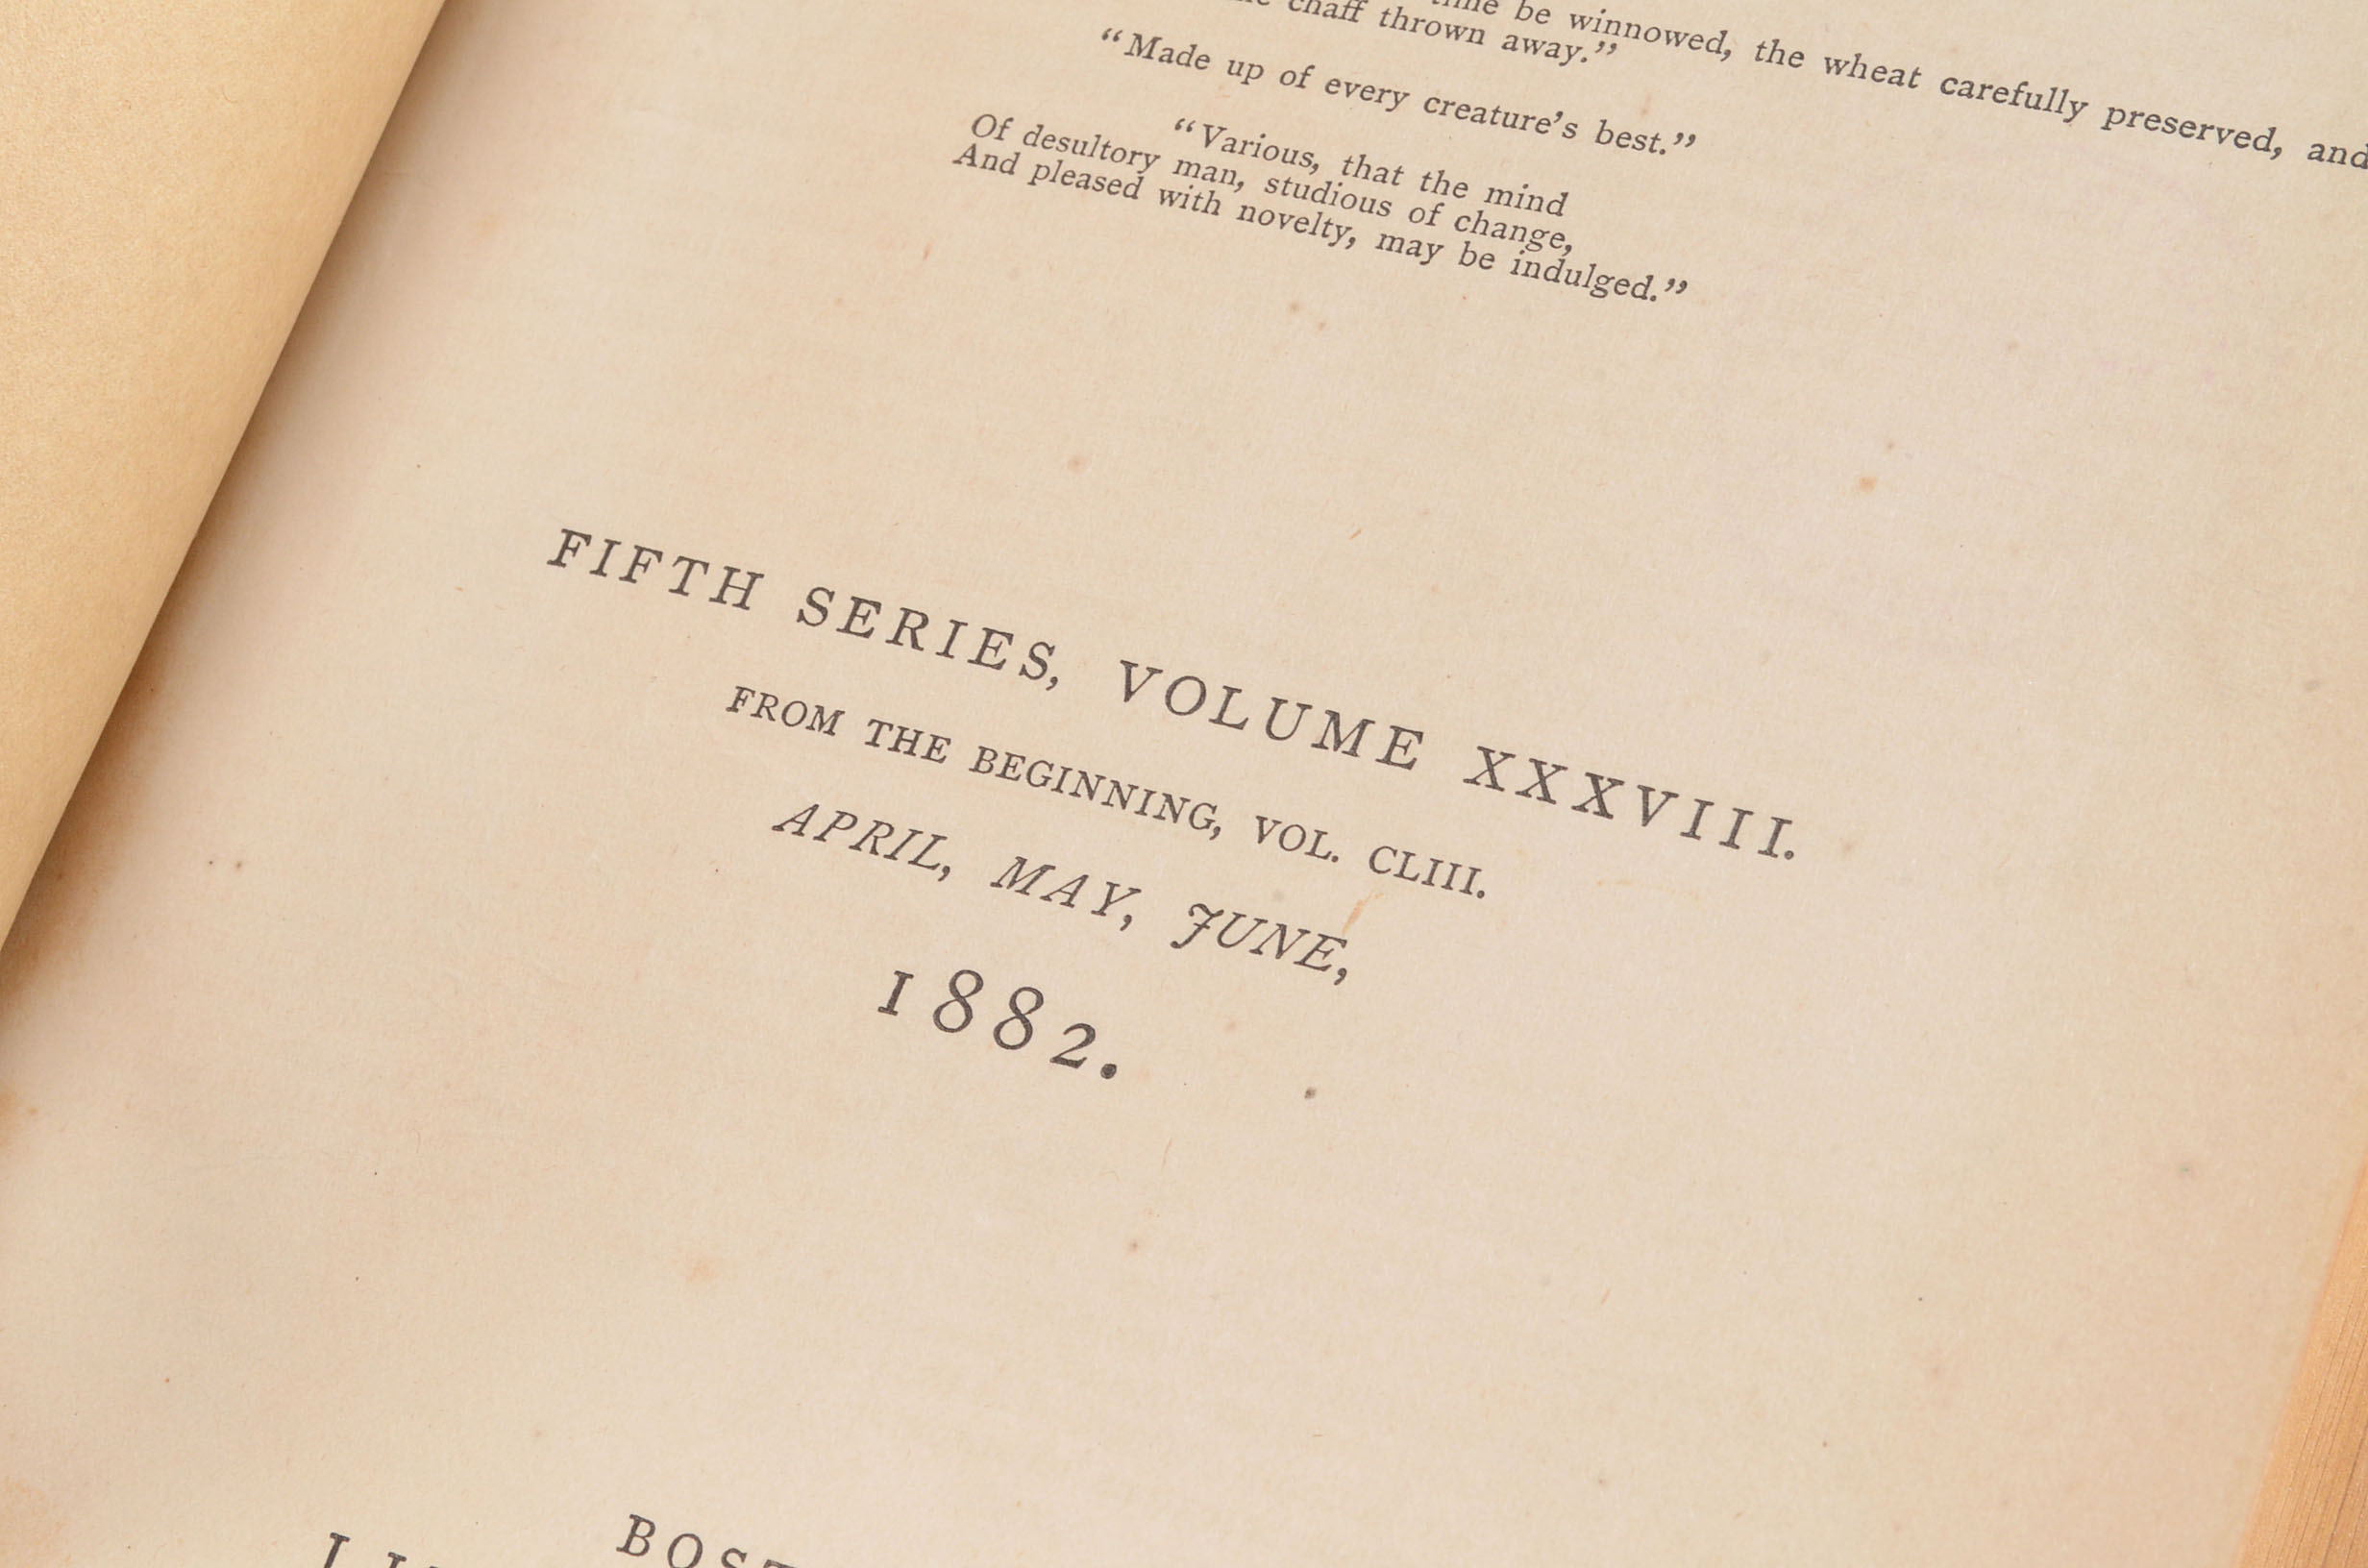 time be winnowed, the wheat carefully preserved, and
chaff thrown away.”
“Made up of every creature’s best.”
“Various, that the mind
Of desultory man, studious of change,
And pleased with novelty, may be indulged.”
FIFTH SERIES, VOLUME XXXVIII.
FROM THE BEGINNING, VOL. CLIII.
APRIL, MAY, JUNE,
1882.